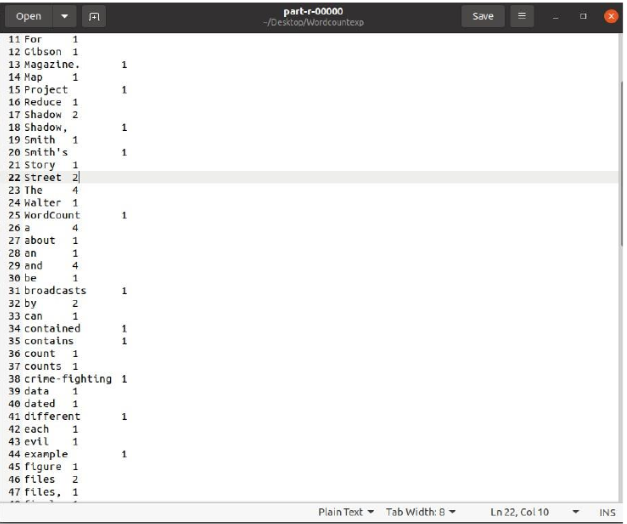 Open
part-r-00000
~/Desktop/Wordcountexp
Save
11 For 1
12 Gibson 1
13 Magazine. 1
14 Map 1
15 Project 1
16 Reduce 1
17 Shadow 2
18 Shadow, 1
19 Smith 1
20 Smith's 1
21 Story 1
22 Street 2
23 The 4
24 Walter 1
25 WordCount 1
26 a 4
27 about 1
28 an 1
29 and 4
30 be 1
31 broadcasts 1
32 by 2
33 can 1
34 contained 1
35 contains 1
36 count 1
37 counts 1
38 crime-fighting 1
39 data 1
40 dated 1
41 different 1
42 each 1
43 evil 1
44 example 1
45 figure 1
46 files 2
47 files, 1
Plain Text Tab Width: 8 Ln 22, Col 10 INS